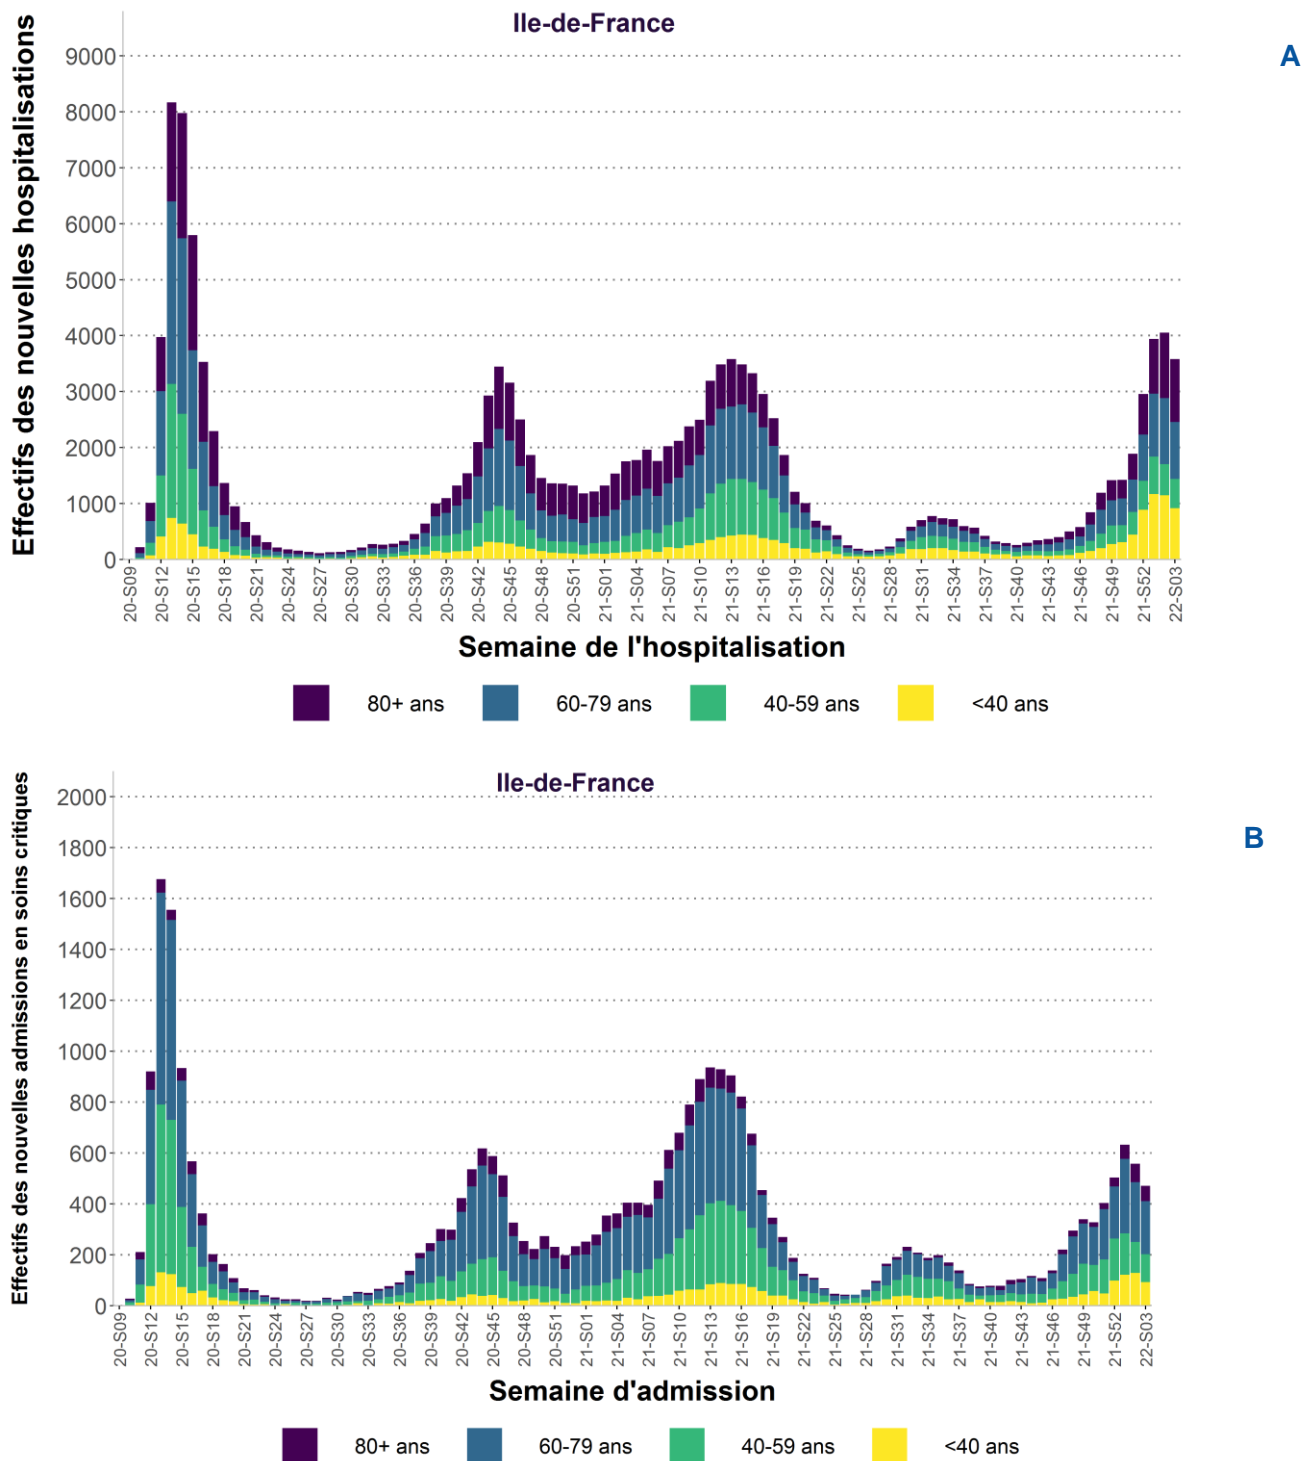 Ile-de-France
A
Effectifs des nouvelles hospitalisations
9000
8000
7000
6000
5000
4000
3000
2000
1000
0
20-S09
20-S12
20-S15
20-S18
20-S21
20-S24
20-S27
20-S30
20-S33
20-S36
20-S39
20-S42
20-S45
20-S48
20-S51
21-S01
21-S04
21-S07
21-S10
21-S13
21-S16
21-S19
21-S22
21-S25
21-S28
21-S31
21-S34
21-S37
21-S40
21-S43
21-S46
21-S49
21-S52
22-S03
Semaine de l'hospitalisation
80+ ans 60-79 ans 40-59 ans <40 ans
Ile-de-France
B
Effectifs des nouvelles admissions en soins critiques
2000
1800
1600
1400
1200
1000
800
600
400
200
0
20-S09
20-S12
20-S15
20-S18
20-S21
20-S24
20-S27
20-S30
20-S33
20-S36
20-S39
20-S42
20-S45
20-S48
20-S51
21-S01
21-S04
21-S07
21-S10
21-S13
21-S16
21-S19
21-S22
21-S25
21-S28
21-S31
21-S34
21-S37
21-S40
21-S43
21-S46
21-S49
21-S52
22-S03
Semaine d'admission
80+ ans 60-79 ans 40-59 ans <40 ans